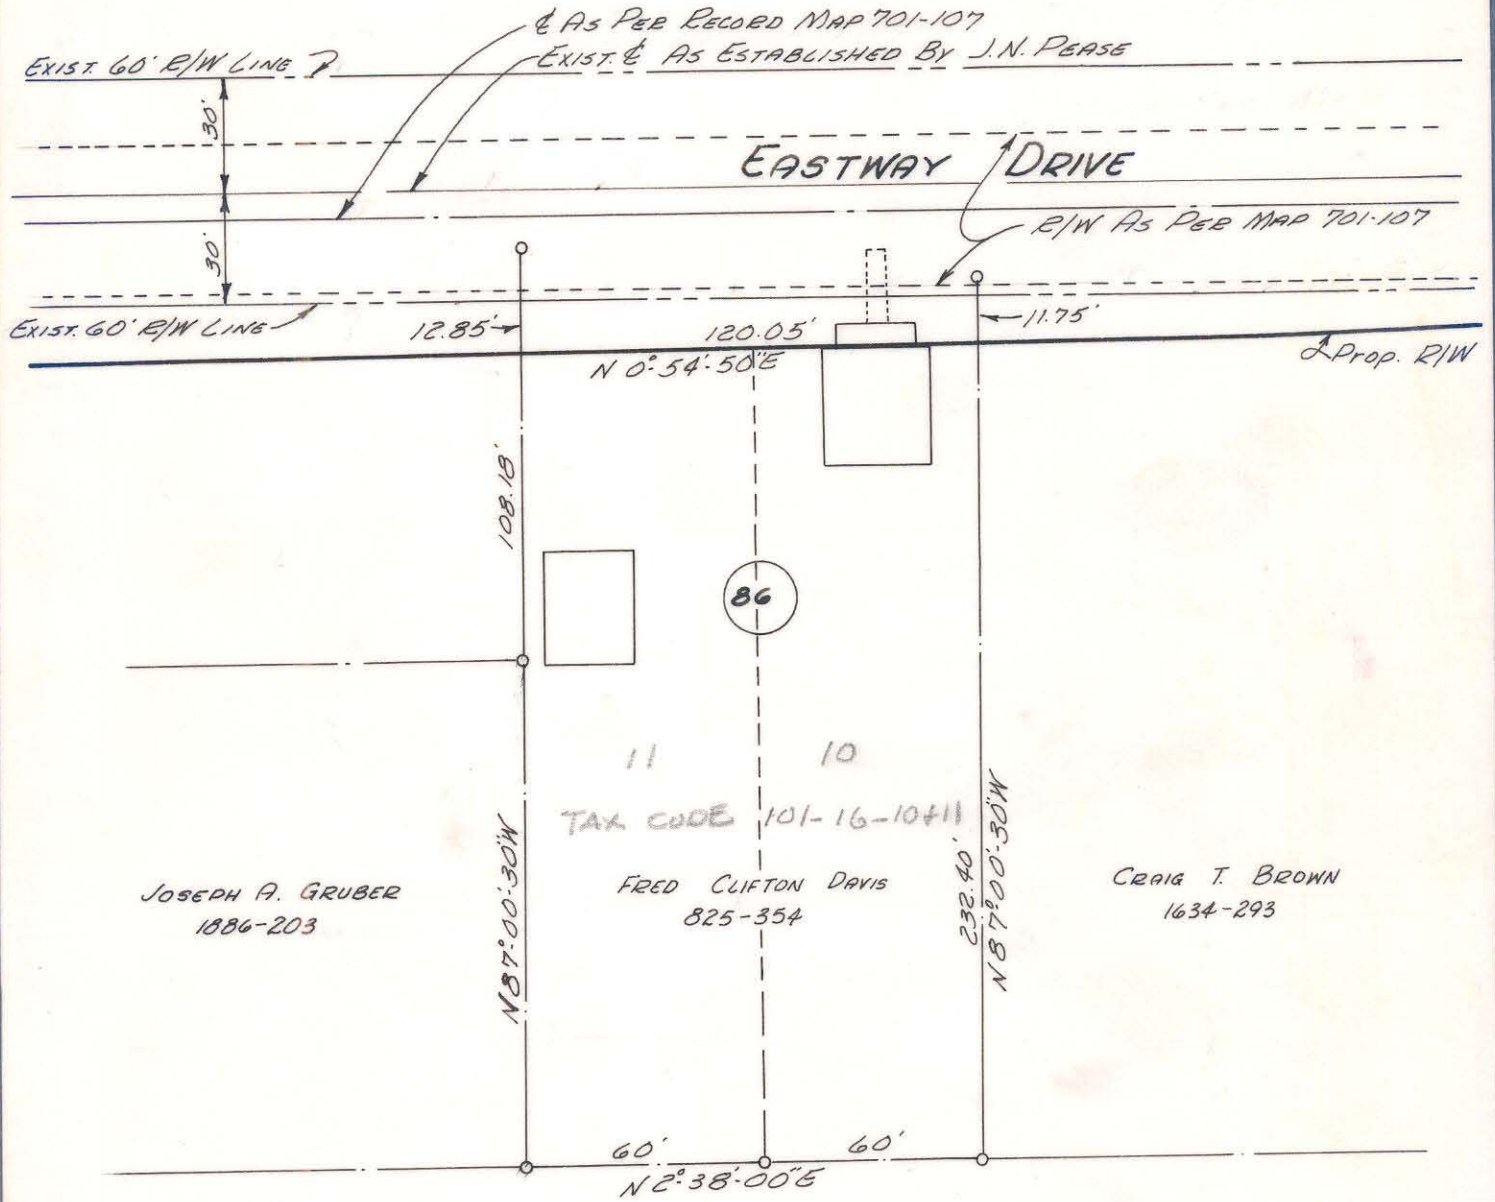 ℄ As Per Record Map 701-107
Exist. ℄ As Established By J.N. Pease
Exist. 60' R/W Line
30'
Eastway Drive
R/W As Per Map 701-107
30'
Exist. 60' R/W Line
12.85'
120.05'
11.75'
N 0°-54'-50"E
Prop. R/W
108.18'
86
11
10
TAX CODE 101-16-10+11
N 87°-00'-30"W
232.40'
N 87°-00'-30"W
Joseph A. Gruber
1886-203
Fred Clifton Davis
825-354
Craig T. Brown
1634-293
60'
60'
N 2°-38'-00"E